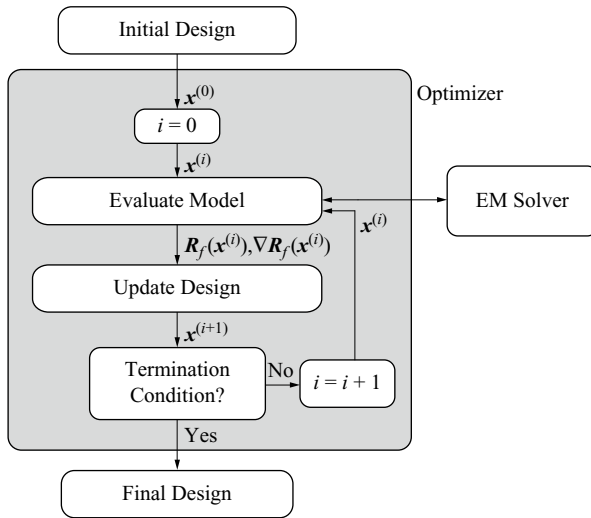 Initial Design
Optimizer
x^(0)
i = 0
x^(i)
Evaluate Model
EM Solver
x^(i)
R_f(x^(i)),∇R_f(x^(i))
Update Design
x^(i+1)
Termination
Condition?
No
i = i + 1
Yes
Final Design